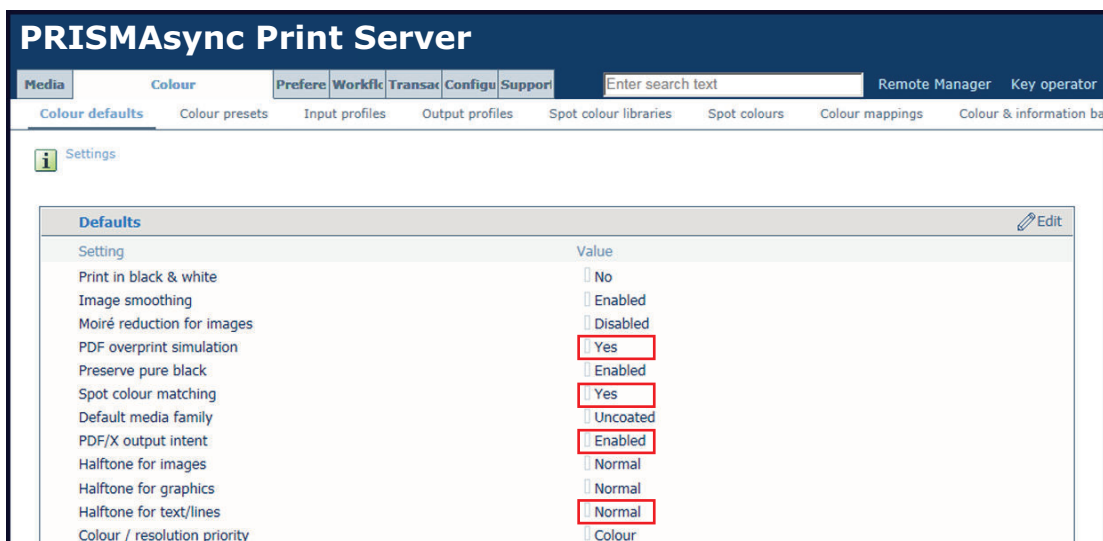 PRISMAsync Print Server
Media Colour Prefere Workflc Transac Configu Support Enter search text Remote Manager Key operator
Colour defaults Colour presets Input profiles Output profiles Spot colour libraries Spot colours Colour mappings Colour & information ba
i Settings
Defaults Edit
Setting Value
Print in black & white No
Image smoothing Enabled
Moiré reduction for images Disabled
PDF overprint simulation Yes
Preserve pure black Enabled
Spot colour matching Yes
Default media family Uncoated
PDF/X output intent Enabled
Halftone for images Normal
Halftone for graphics Normal
Halftone for text/lines Normal
Colour / resolution priority Colour